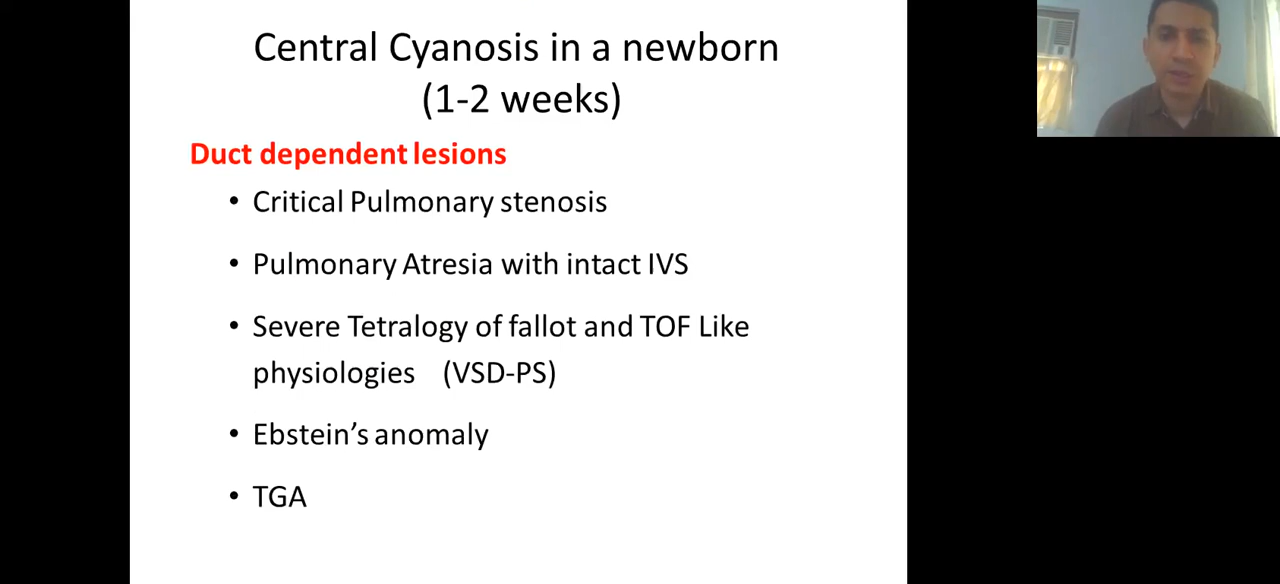 Central Cyanosis in a newborn
(1-2 weeks)
Duct dependent lesions
• Critical Pulmonary stenosis
• Pulmonary Atresia with intact IVS
• Severe Tetralogy of fallot and TOF Like
physiologies (VSD-PS)
• Ebstein’s anomaly
• TGA